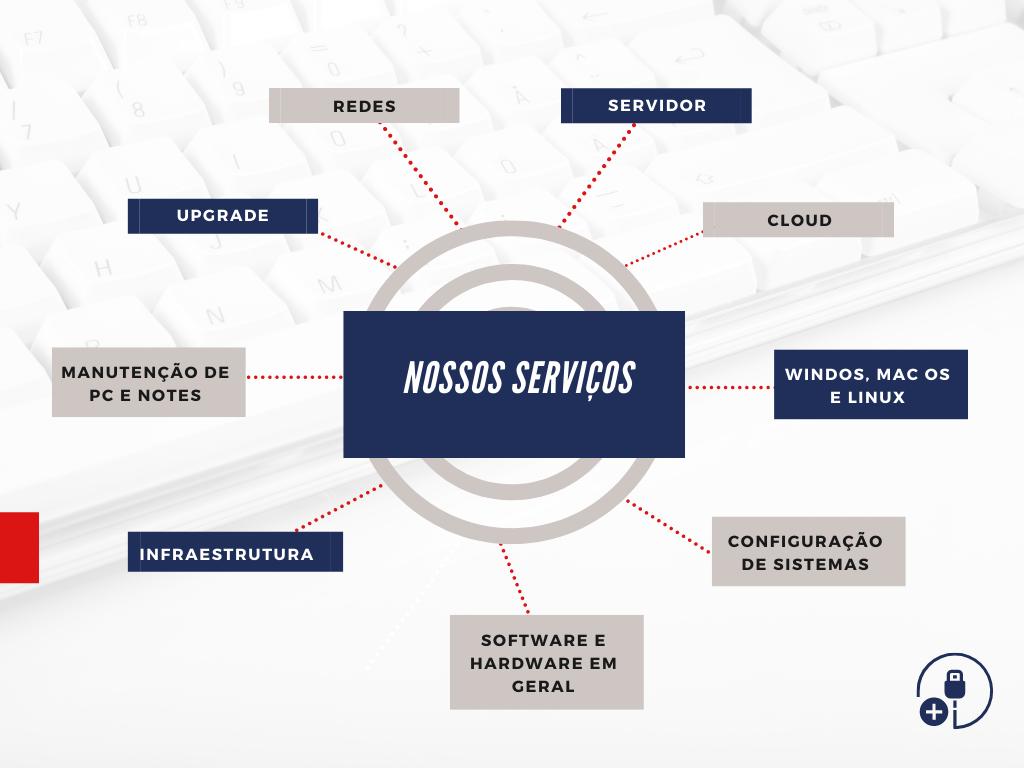 REDES
SERVIDOR
UPGRADE
CLOUD
MANUTENÇÃO DE
PC E NOTES
NOSSOS SERVIÇOS
WINDOS, MAC OS
E LINUX
INFRAESTRUTURA
CONFIGURAÇÃO
DE SISTEMAS
SOFTWARE E
HARDWARE EM
GERAL